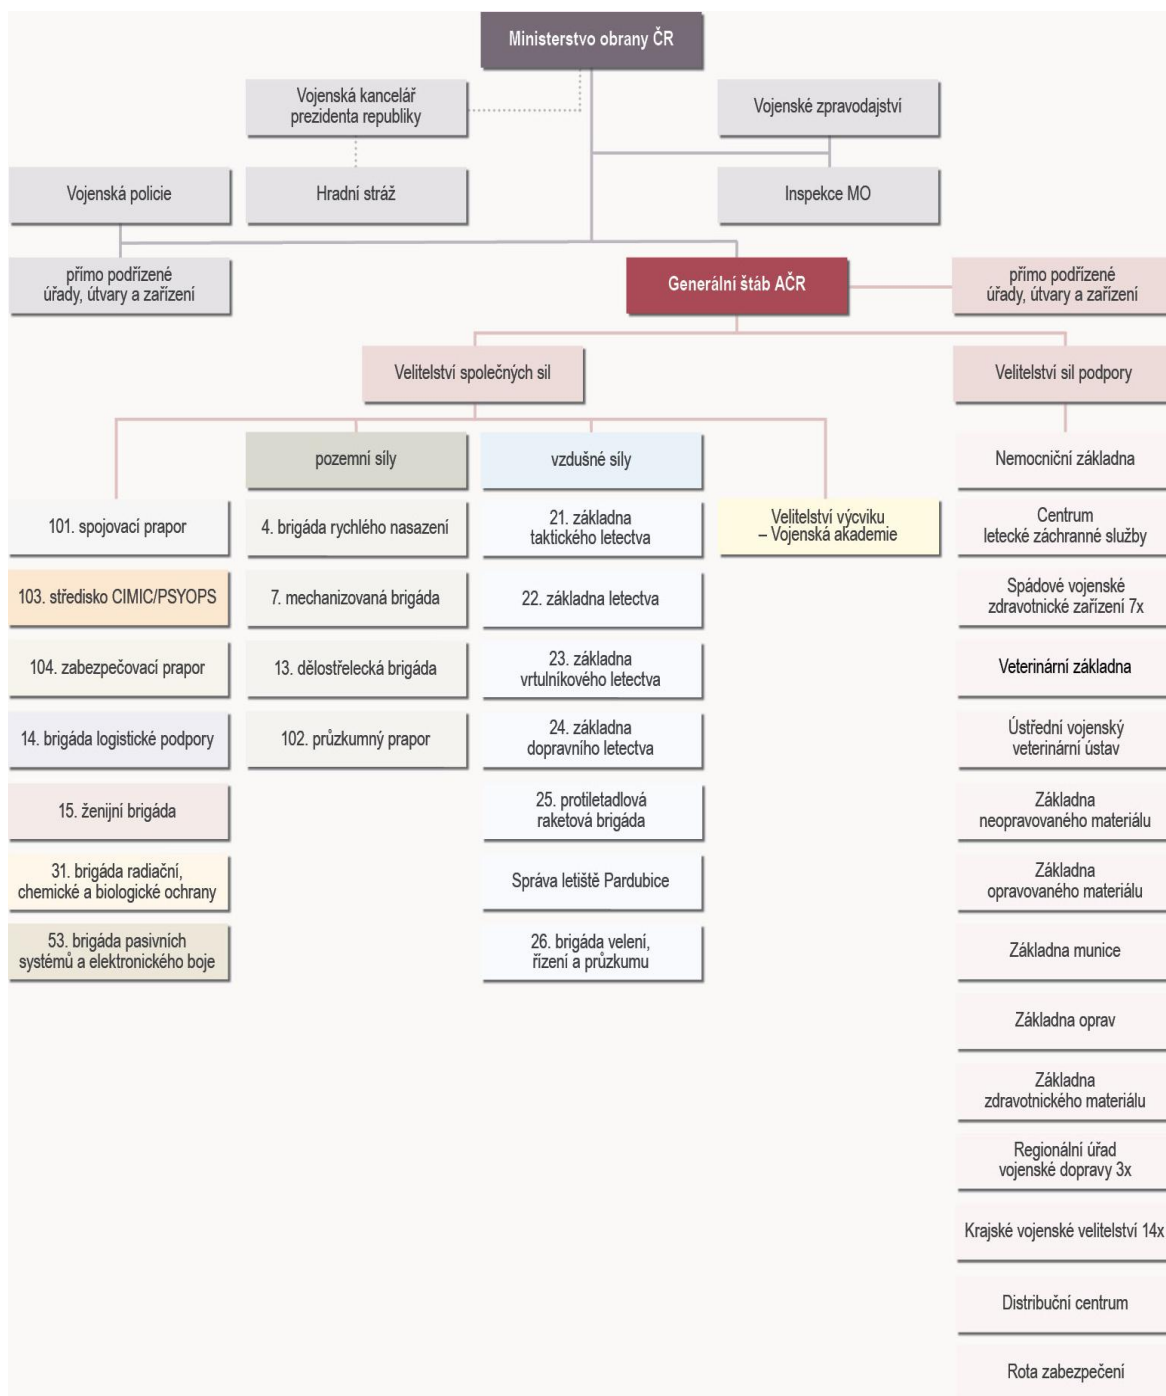 Ministerstvo obrany ČR
Vojenská kancelář
prezidenta republiky
Vojenské zpravodajství
Vojenská policie
Hradní stráž
Inspekce MO
přímo podřízené
úřady, útvary a zařízení
Generální štáb AČR
přímo podřízené
úřady, útvary a zařízení
Velitelství společných sil
Velitelství sil podpory
pozemní síly
vzdušné síly
101. spojovací prapor
103. středisko CIMIC/PSYOPS
104. zabezpečovací prapor
14. brigáda logistické podpory
15. ženijní brigáda
31. brigáda radiační,
chemické a biologické ochrany
53. brigáda pasivních
systémů a elektronického boje
4. brigáda rychlého nasazení
7. mechanizovaná brigáda
13. dělostřelecká brigáda
102. průzkumný prapor
21. základna
taktického letectva
22. základna letectva
23. základna
vrtulníkového letectva
24. základna
dopravního letectva
25. protiletadlová
raketová brigáda
Správa letiště Pardubice
26. brigáda velení,
řízení a průzkumu
Velitelství výcviku
– Vojenská akademie
Nemocniční základna
Centrum
letecké záchranné služby
Spádové vojenské
zdravotnické zařízení 7x
Veterinární základna
Ústřední vojenský
veterinární ústav
Základna
neopravovaného materiálu
Základna
opravovaného materiálu
Základna munice
Základna oprav
Základna
zdravotnického materiálu
Regionální úřad
vojenské dopravy 3x
Krajské vojenské velitelství 14x
Distribuční centrum
Rota zabezpečení